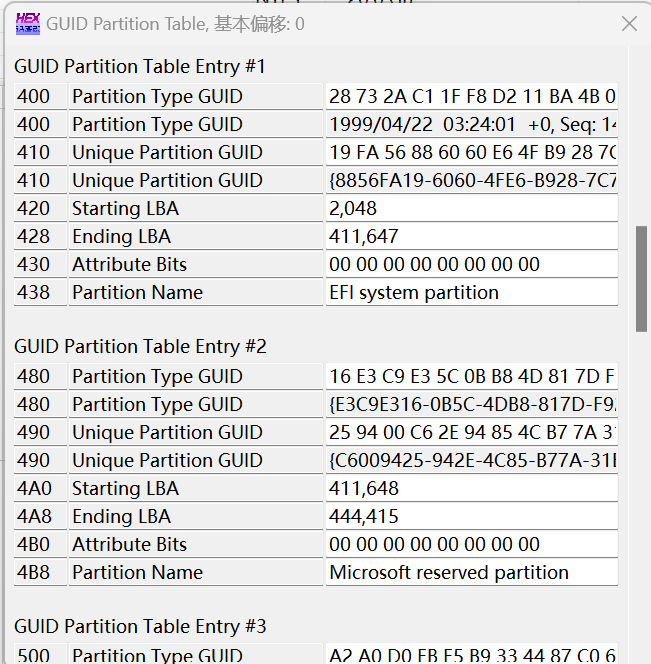 GUID Partition Table, 基本偏移: 0
GUID Partition Table Entry #1
400 Partition Type GUID 28 73 2A C1 1F F8 D2 11 BA 4B 0
400 Partition Type GUID 1999/04/22 03:24:01 +0, Seq: 14
410 Unique Partition GUID 19 FA 56 88 60 60 E6 4F B9 28 7C
410 Unique Partition GUID {8856FA19-6060-4FE6-B928-7C7
420 Starting LBA 2,048
428 Ending LBA 411,647
430 Attribute Bits 00 00 00 00 00 00 00 00
438 Partition Name EFI system partition
GUID Partition Table Entry #2
480 Partition Type GUID 16 E3 C9 E3 5C 0B B8 4D 81 7D F
480 Partition Type GUID {E3C9E316-0B5C-4DB8-817D-F9
490 Unique Partition GUID 25 94 00 C6 2E 94 85 4C B7 7A 31
490 Unique Partition GUID {C6009425-942E-4C85-B77A-31
4A0 Starting LBA 411,648
4A8 Ending LBA 444,415
4B0 Attribute Bits 00 00 00 00 00 00 00 00
4B8 Partition Name Microsoft reserved partition
GUID Partition Table Entry #3
500 Partition Type GUID A2 A0 D0 EB E5 B9 33 44 87 C0 6